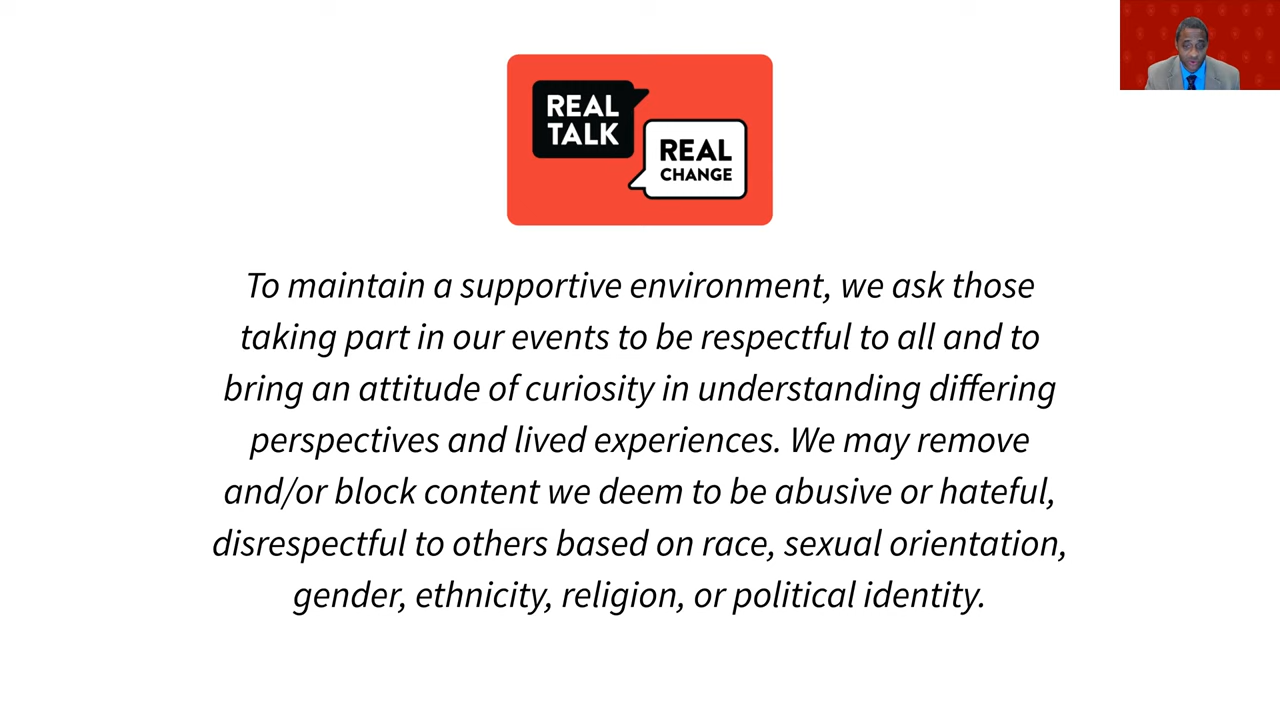 REAL
TALK
REAL
CHANGE
To maintain a supportive environment, we ask those
taking part in our events to be respectful to all and to
bring an attitude of curiosity in understanding differing
perspectives and lived experiences. We may remove
and/or block content we deem to be abusive or hateful,
disrespectful to others based on race, sexual orientation,
gender, ethnicity, religion, or political identity.